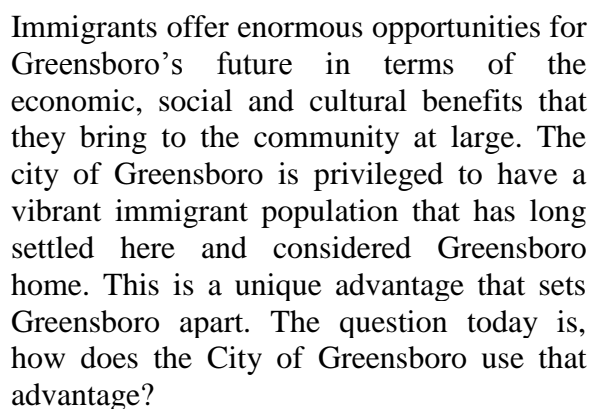 Immigrants offer enormous opportunities for
Greensboro’s future in terms of the
economic, social and cultural benefits that
they bring to the community at large. The
city of Greensboro is privileged to have a
vibrant immigrant population that has long
settled here and considered Greensboro
home. This is a unique advantage that sets
Greensboro apart. The question today is,
how does the City of Greensboro use that
advantage?